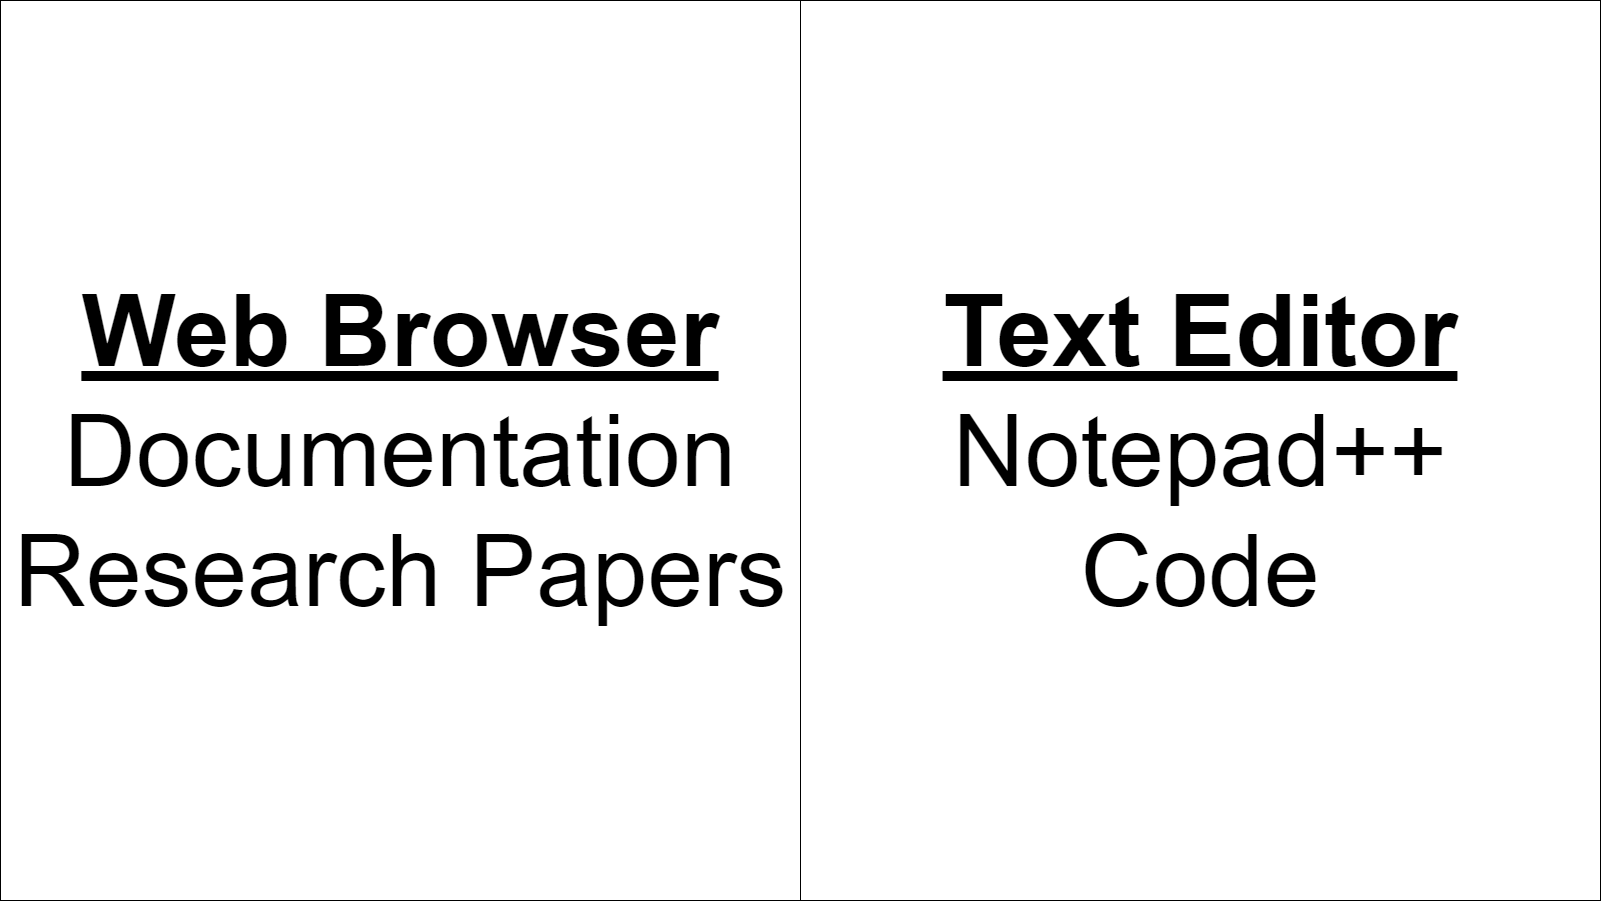 Web Browser
Documentation
Research Papers
Text Editor
Notepad++
Code